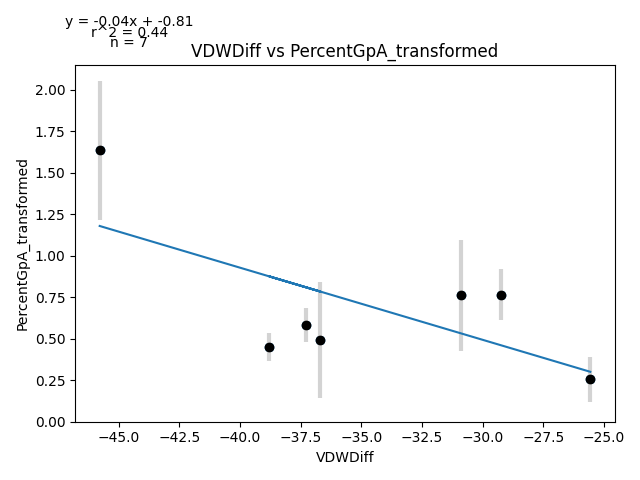 y = -0.04x + -0.81
r^2 = 0.44
n = 7
VDWDiff vs PercentGpA_transformed
PercentGpA_transformed
2.00
1.75
1.50
1.25
1.00
0.75
0.50
0.25
0.00
−45.0 −42.5 −40.0 −37.5 −35.0 −32.5 −30.0 −27.5 −25.0
VDWDiff